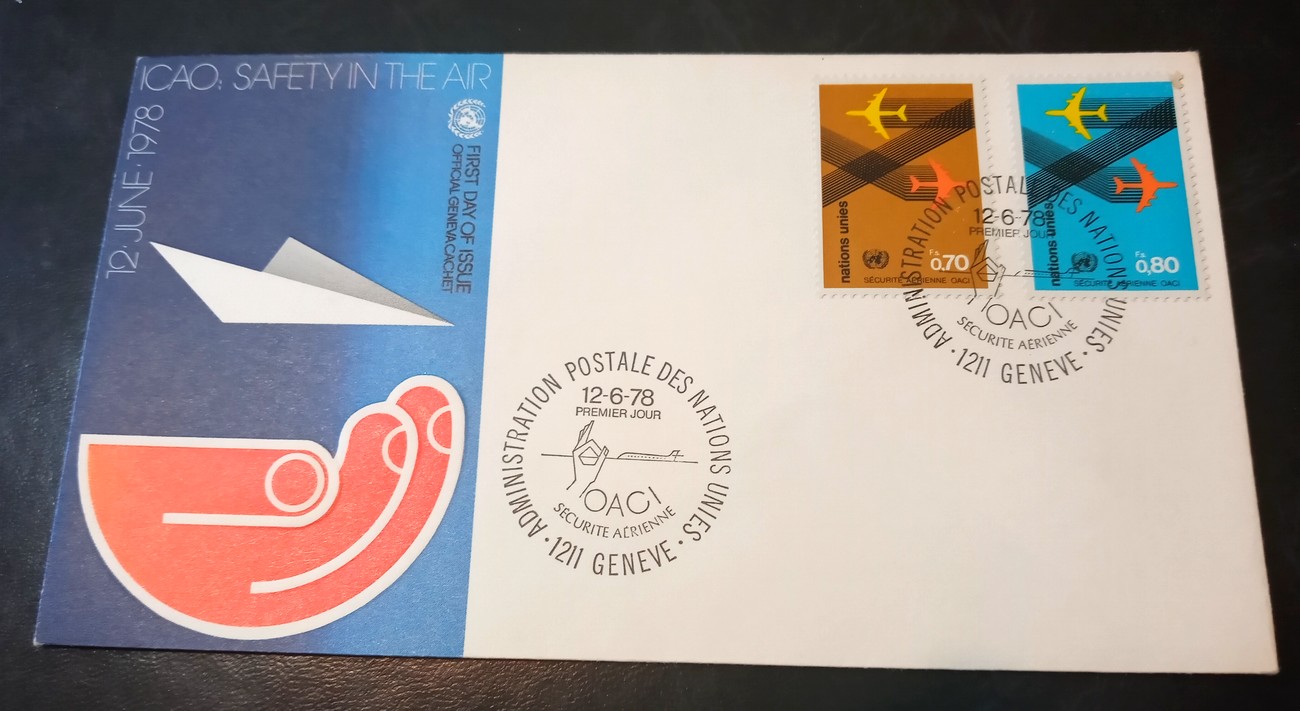 ICAO: SAFETY IN THE AIR
12·JUNE·1978
FIRST DAY OF ISSUE
OFFICIAL GENEVA CACHET
nations unies
F.s.
0,70
SÉCURITÉ AÉRIENNE OACI
nations unies
F.s.
0,80
SÉCURITÉ AÉRIENNE OACI
ADMINISTRATION POSTALE DES NATIONS UNIES
12-6-78
PREMIER JOUR
OACI
SÉCURITÉ AÉRIENNE
· 1211 GENEVE ·
ADMINISTRATION POSTALE DES NATIONS UNIES
12-6-78
PREMIER JOUR
OACI
SÉCURITÉ AÉRIENNE
· 1211 GENEVE ·